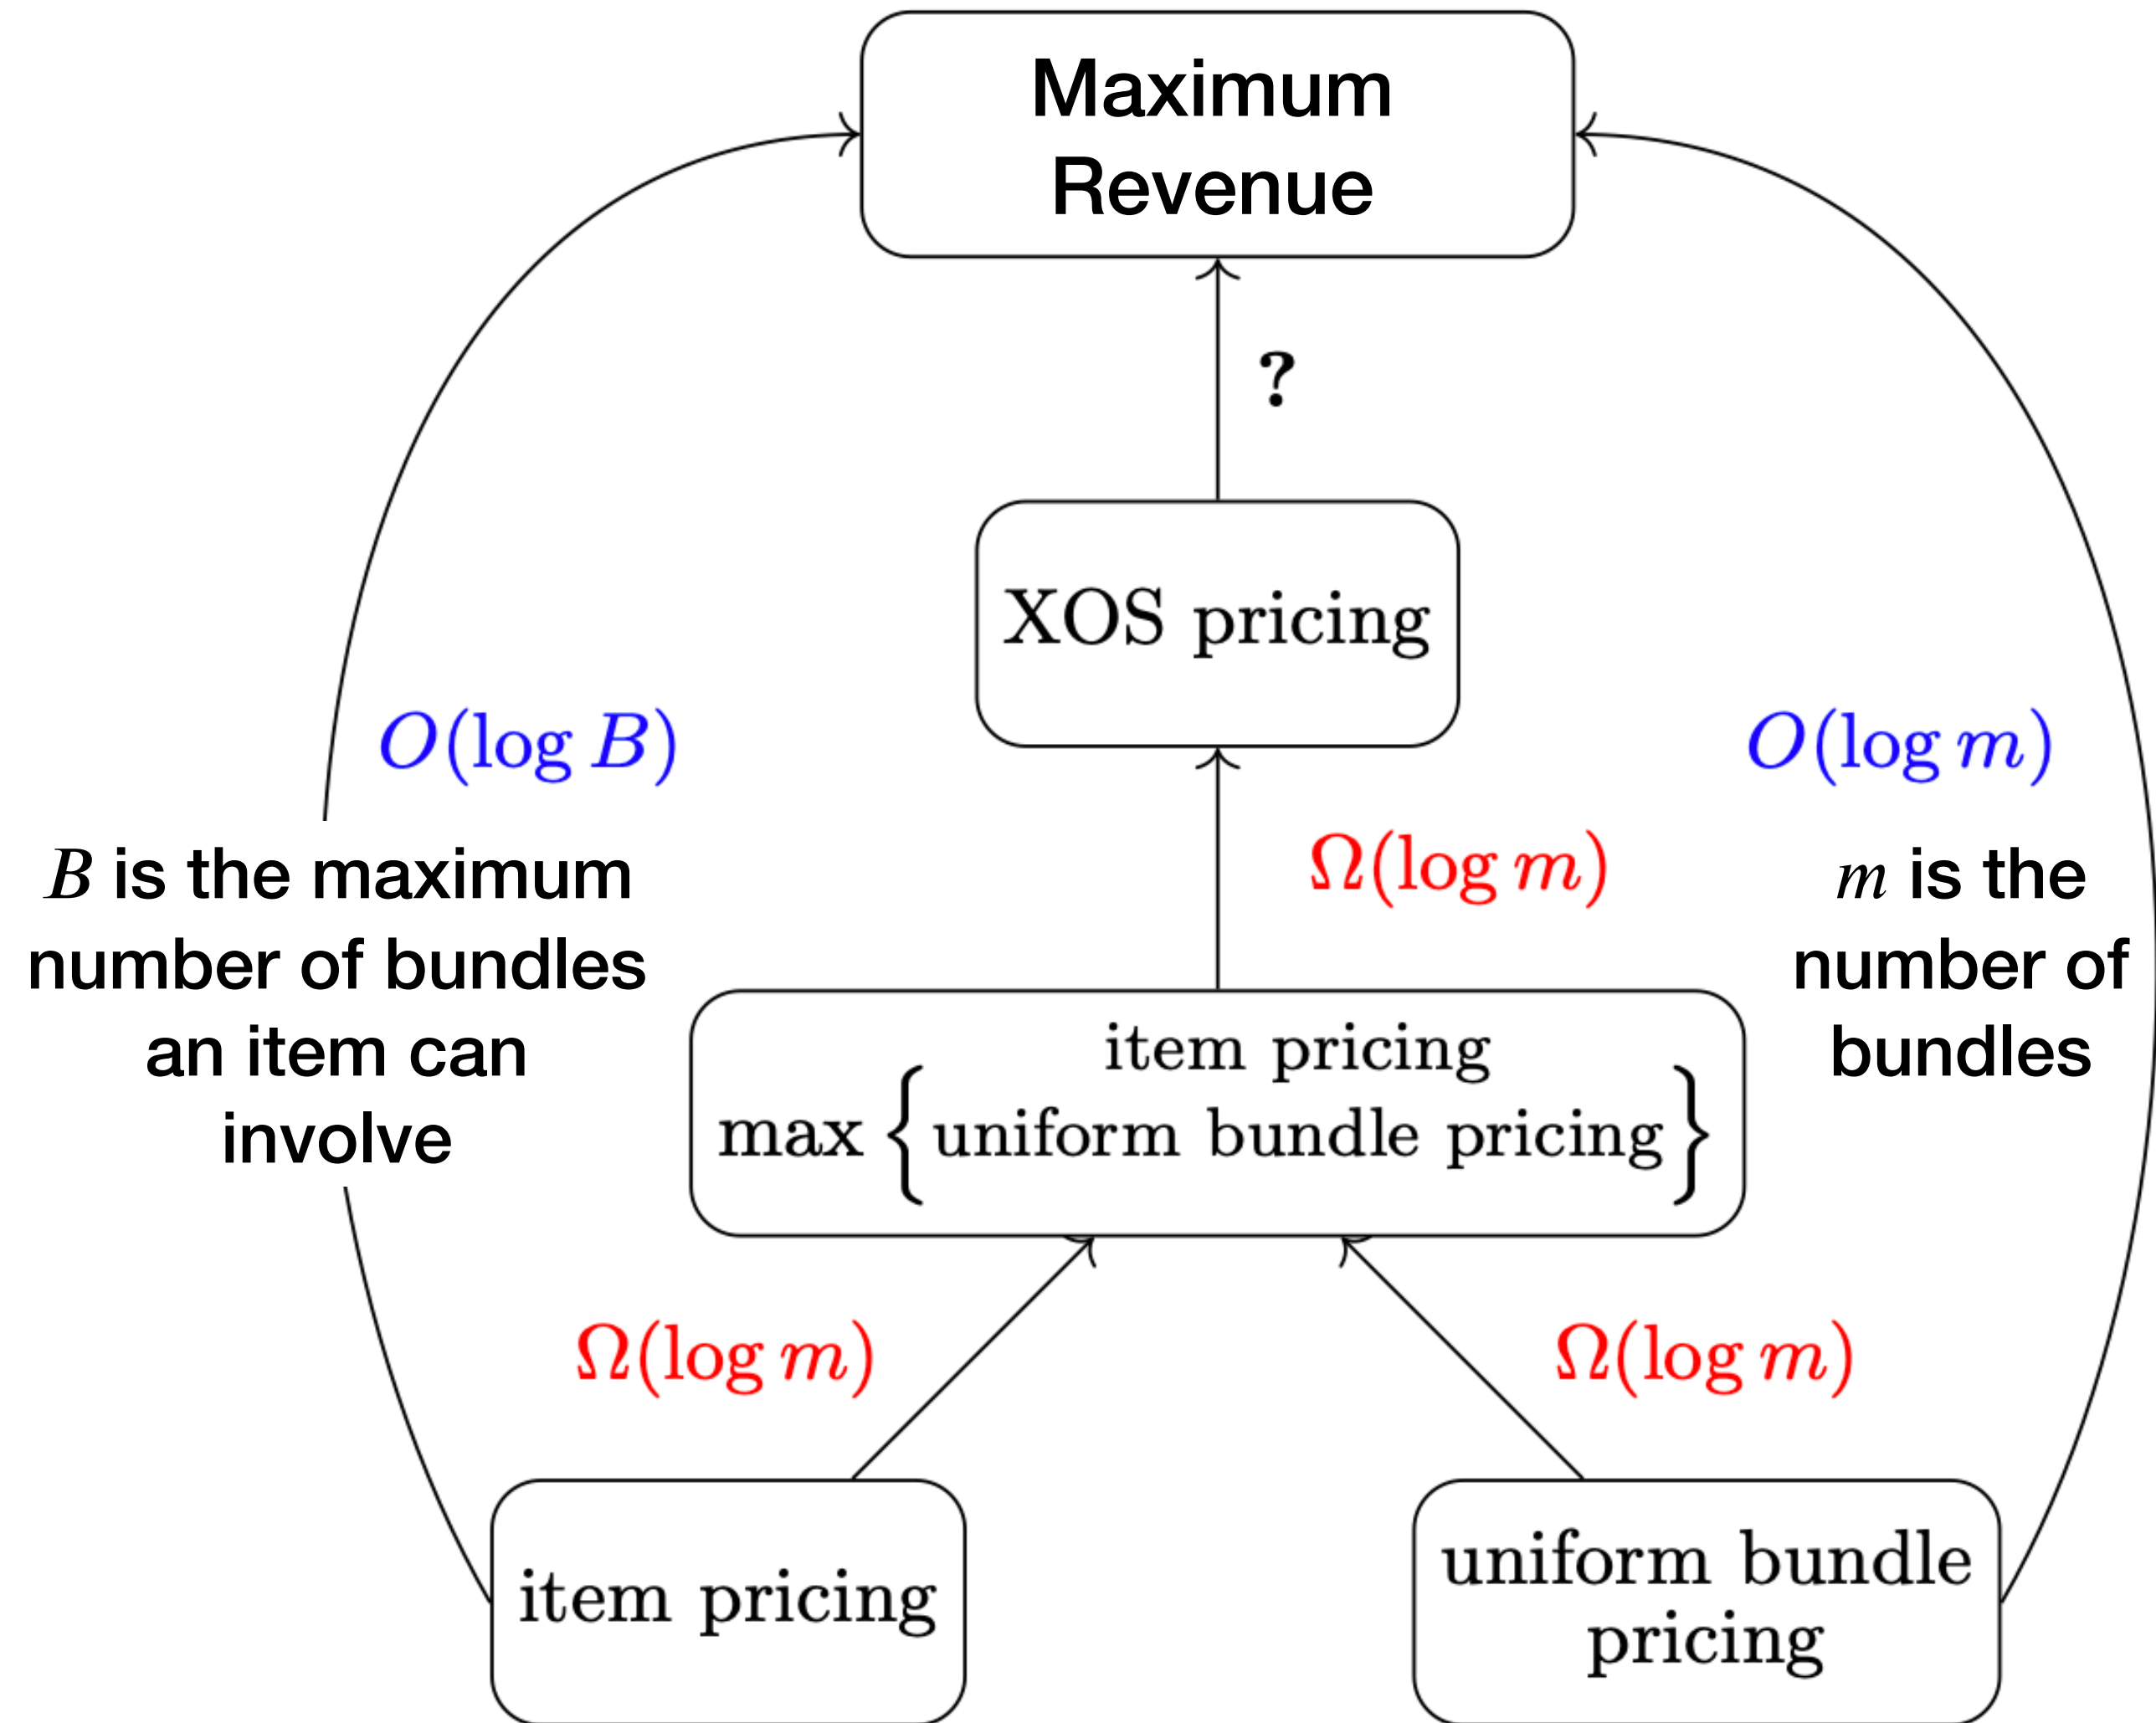 Maximum
Revenue
?
XOS pricing
O(log B)
O(log m)
Ω(log m)
B is the maximum
number of bundles
an item can
involve
m is the
number of
bundles
item pricing
max { uniform bundle pricing }
Ω(log m)
Ω(log m)
item pricing
uniform bundle
pricing